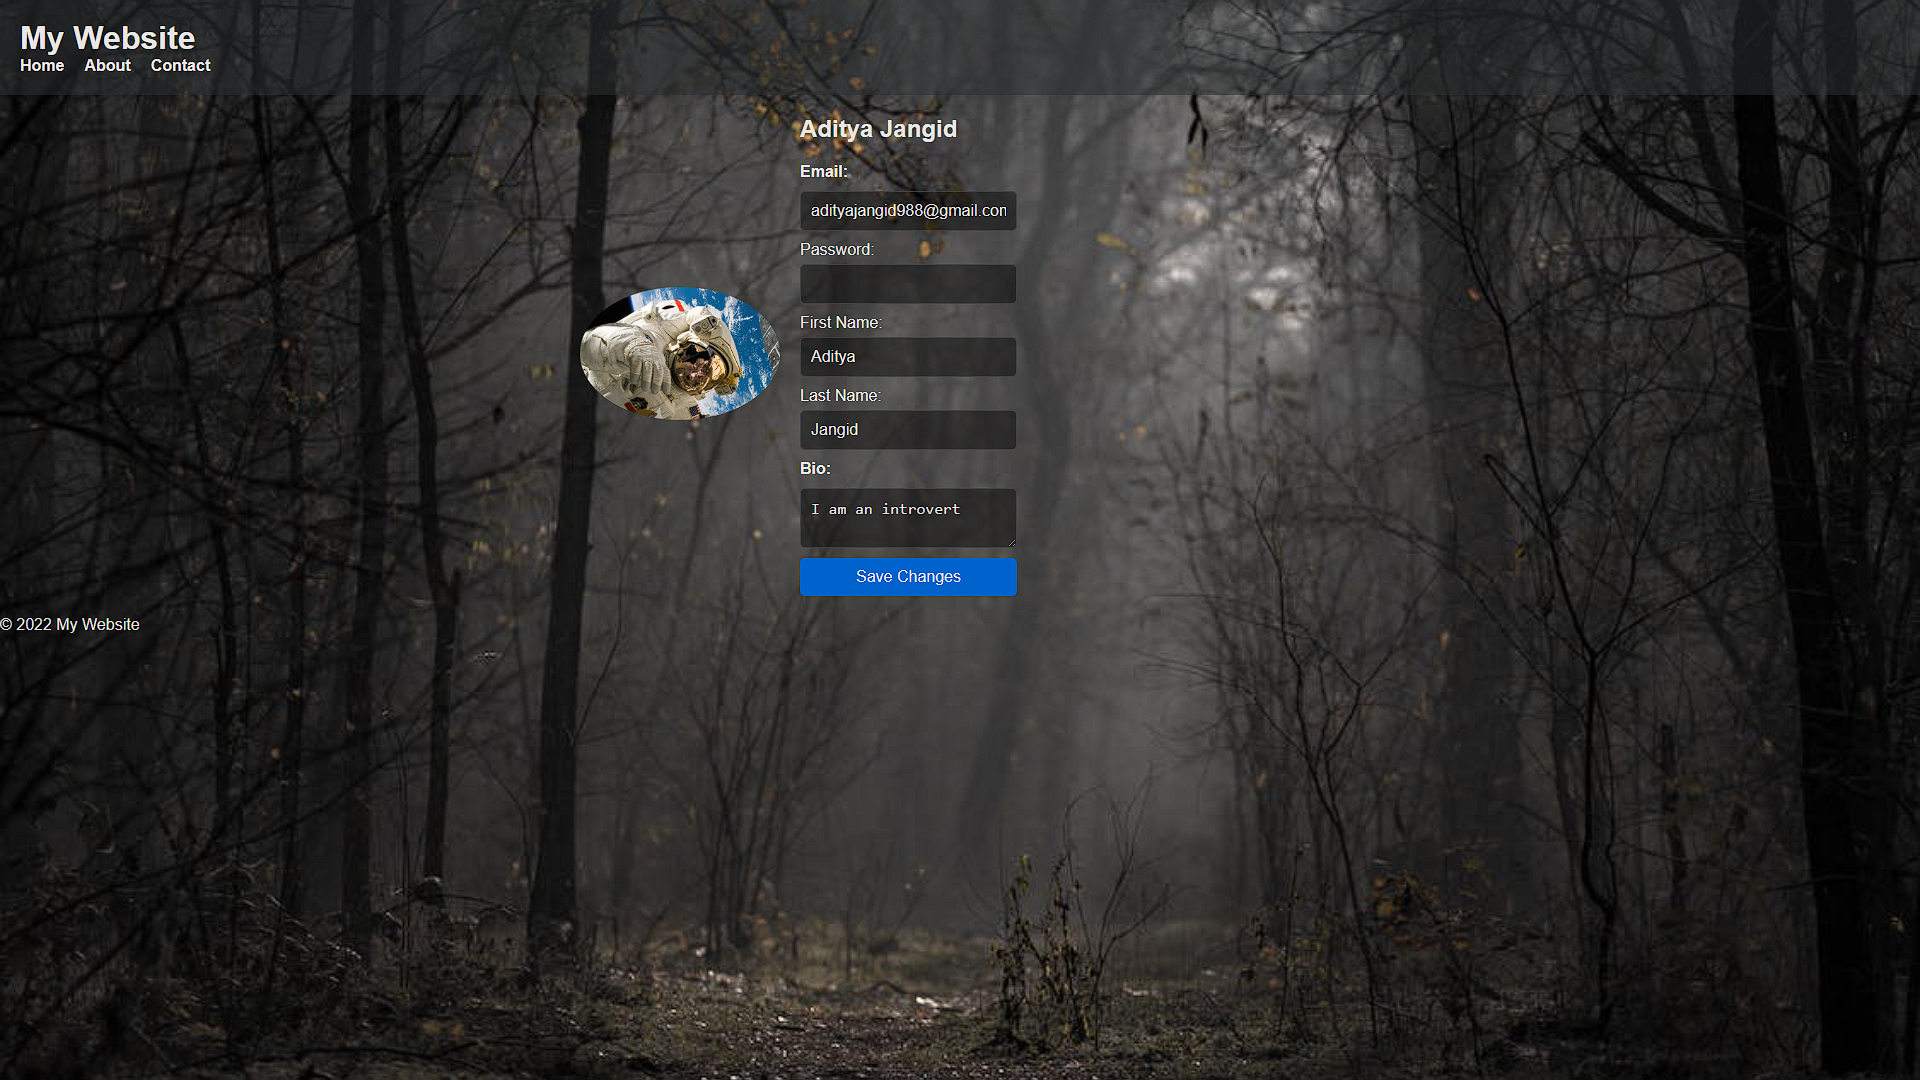 My Website
Home About Contact
Aditya Jangid
Email:
adityajangid988@gmail.con
Password:
First Name:
Aditya
Last Name:
Jangid
Bio:
I am an introvert
Save Changes
© 2022 My Website